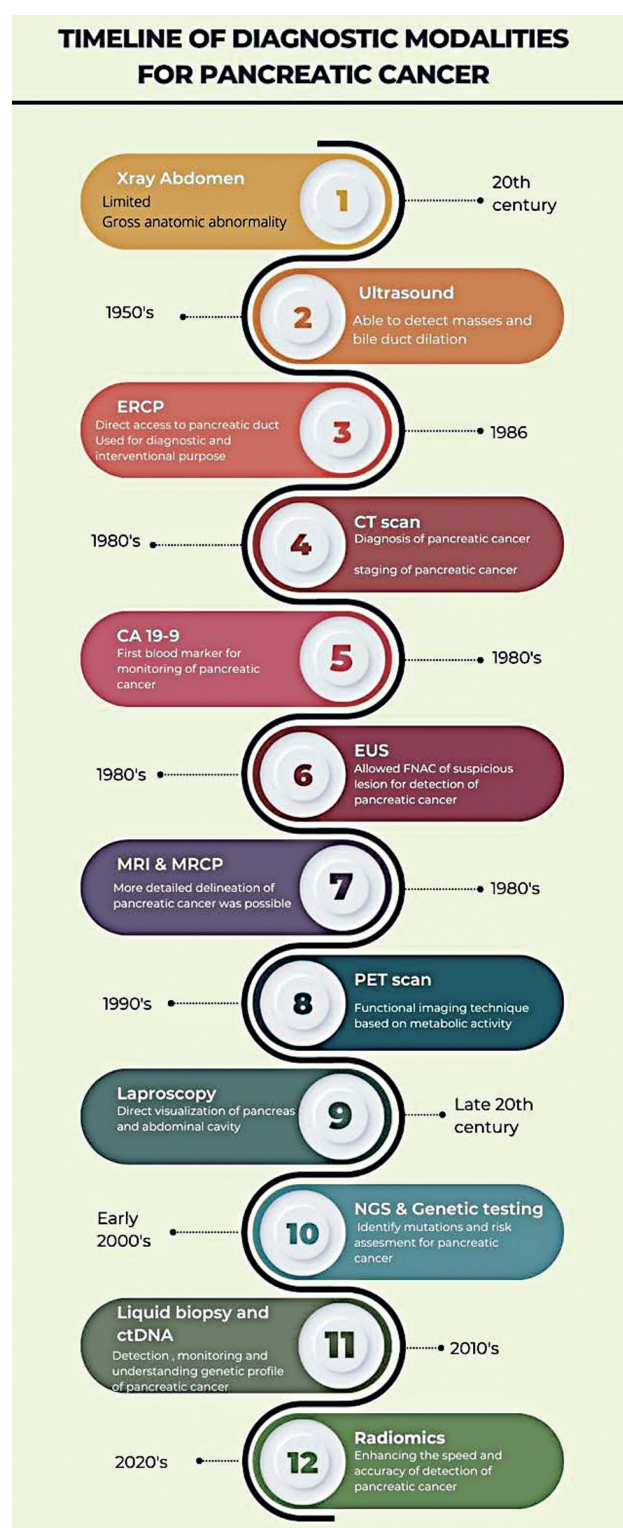 TIMELINE OF DIAGNOSTIC MODALITIES
FOR PANCREATIC CANCER
Xray Abdomen
Limited
Gross anatomic abnormality
1
20th
century
1950's
2
Ultrasound
Able to detect masses and
bile duct dilation
ERCP
Direct access to pancreatic duct
Used for diagnostic and
interventional purpose
3
1986
1980's
4
CT scan
Diagnosis of pancreatic cancer
staging of pancreatic cancer
CA 19-9
First blood marker for
monitoring of pancreatic
cancer
5
1980's
1980's
6
EUS
Allowed FNAC of suspicious
lesion for detection of
pancreatic cancer
MRI & MRCP
More detailed delineation of
pancreatic cancer was possible
7
1980's
1990's
8
PET scan
Functional imaging technique
based on metabolic activity
Laproscopy
Direct visualization of pancreas
and abdominal cavity
9
Late 20th
century
Early
2000's
10
NGS & Genetic testing
Identify mutations and risk
assesment for pancreatic
cancer
Liquid biopsy and
ctDNA
Detection , monitoring and
understanding genetic profile
of pancreatic cancer
11
2010's
2020's
12
Radiomics
Enhancing the speed and
accuracy of detection of
pancreatic cancer